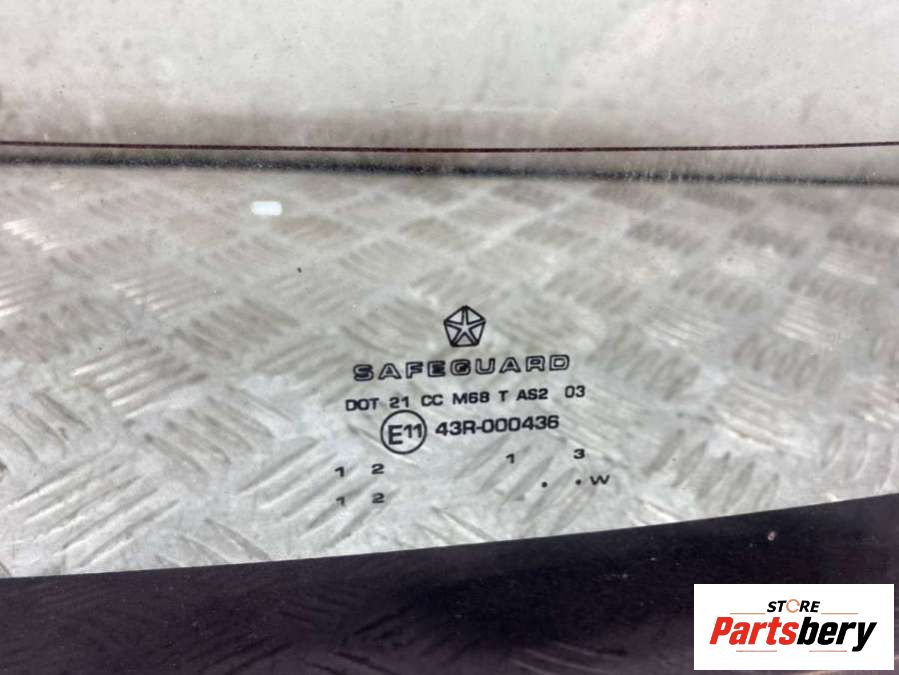 SAFEGUARD
DOT 21 CC M68 T AS2 03
E11 43R-000436
1 2 1 3
1 2 . . W
STORE
Partsbery